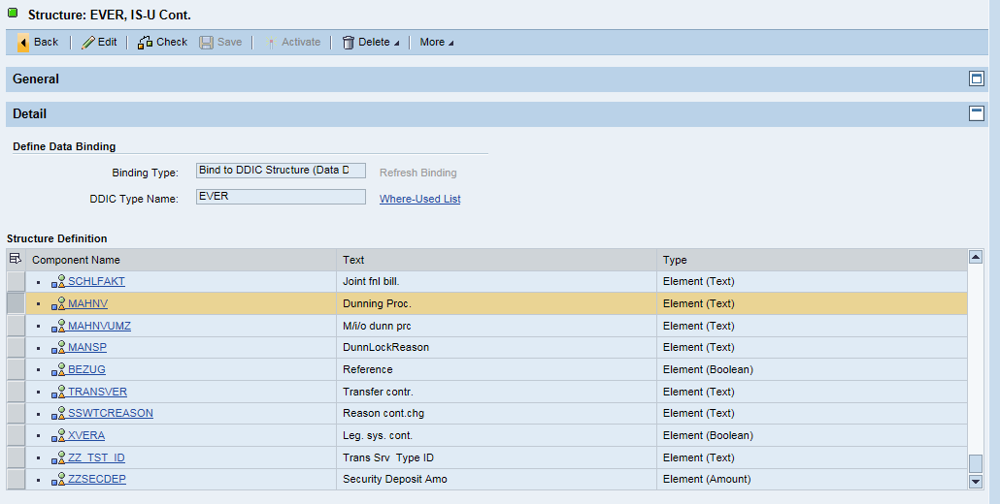 Structure: EVER, IS-U Cont.
Back Edit Check Save Activate Delete More
General
Detail
Define Data Binding
Binding Type: Bind to DDIC Structure (Data D Refresh Binding
DDIC Type Name: EVER Where-Used List
Structure Definition
Component Name Text Type
SCHLFAKT Joint fnl bill. Element (Text)
MAHNV Dunning Proc. Element (Text)
MAHNVUMZ M/i/o dunn prc Element (Text)
MANSP DunnLockReason Element (Text)
BEZUG Reference Element (Boolean)
TRANSVER Transfer contr. Element (Text)
SSWTCREASON Reason cont.chg Element (Text)
XVERA Leg. sys. cont. Element (Boolean)
ZZ_TST_ID Trans Srv Type ID Element (Text)
ZZSECDEP Security Deposit Amo Element (Amount)